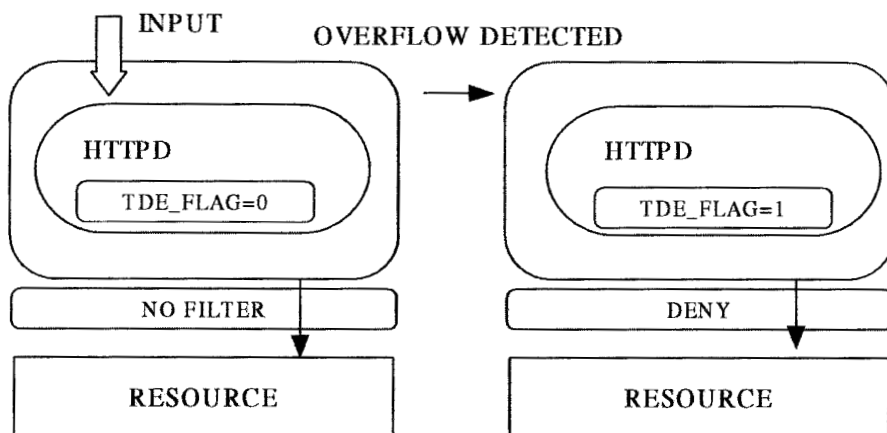 INPUT
OVERFLOW DETECTED
HTTPD
TDE_FLAG=0
NO FILTER
RESOURCE
HTTPD
TDE_FLAG=1
DENY
RESOURCE